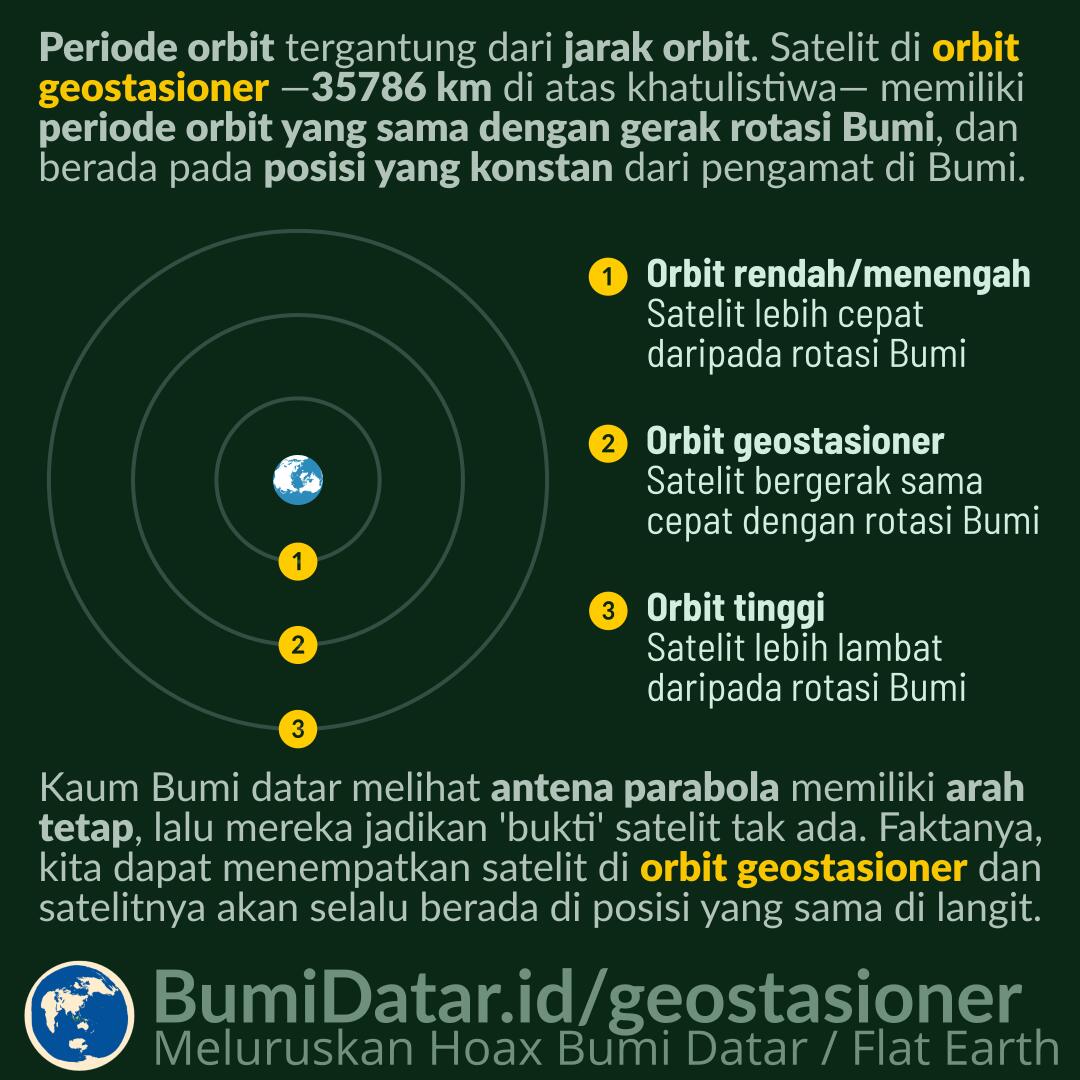 Periode orbit tergantung dari jarak orbit. Satelit di orbit
geostasioner —35786 km di atas khatulistiwa— memiliki
periode orbit yang sama dengan gerak rotasi Bumi, dan
berada pada posisi yang konstan dari pengamat di Bumi.
1
2
3
1 Orbit rendah/menengah
Satelit lebih cepat
daripada rotasi Bumi
2 Orbit geostasioner
Satelit bergerak sama
cepat dengan rotasi Bumi
3 Orbit tinggi
Satelit lebih lambat
daripada rotasi Bumi
Kaum Bumi datar melihat antena parabola memiliki arah
tetap, lalu mereka jadikan 'bukti' satelit tak ada. Faktanya,
kita dapat menempatkan satelit di orbit geostasioner dan
satelitnya akan selalu berada di posisi yang sama di langit.
BumiDatar.id/geostasioner
Meluruskan Hoax Bumi Datar / Flat Earth